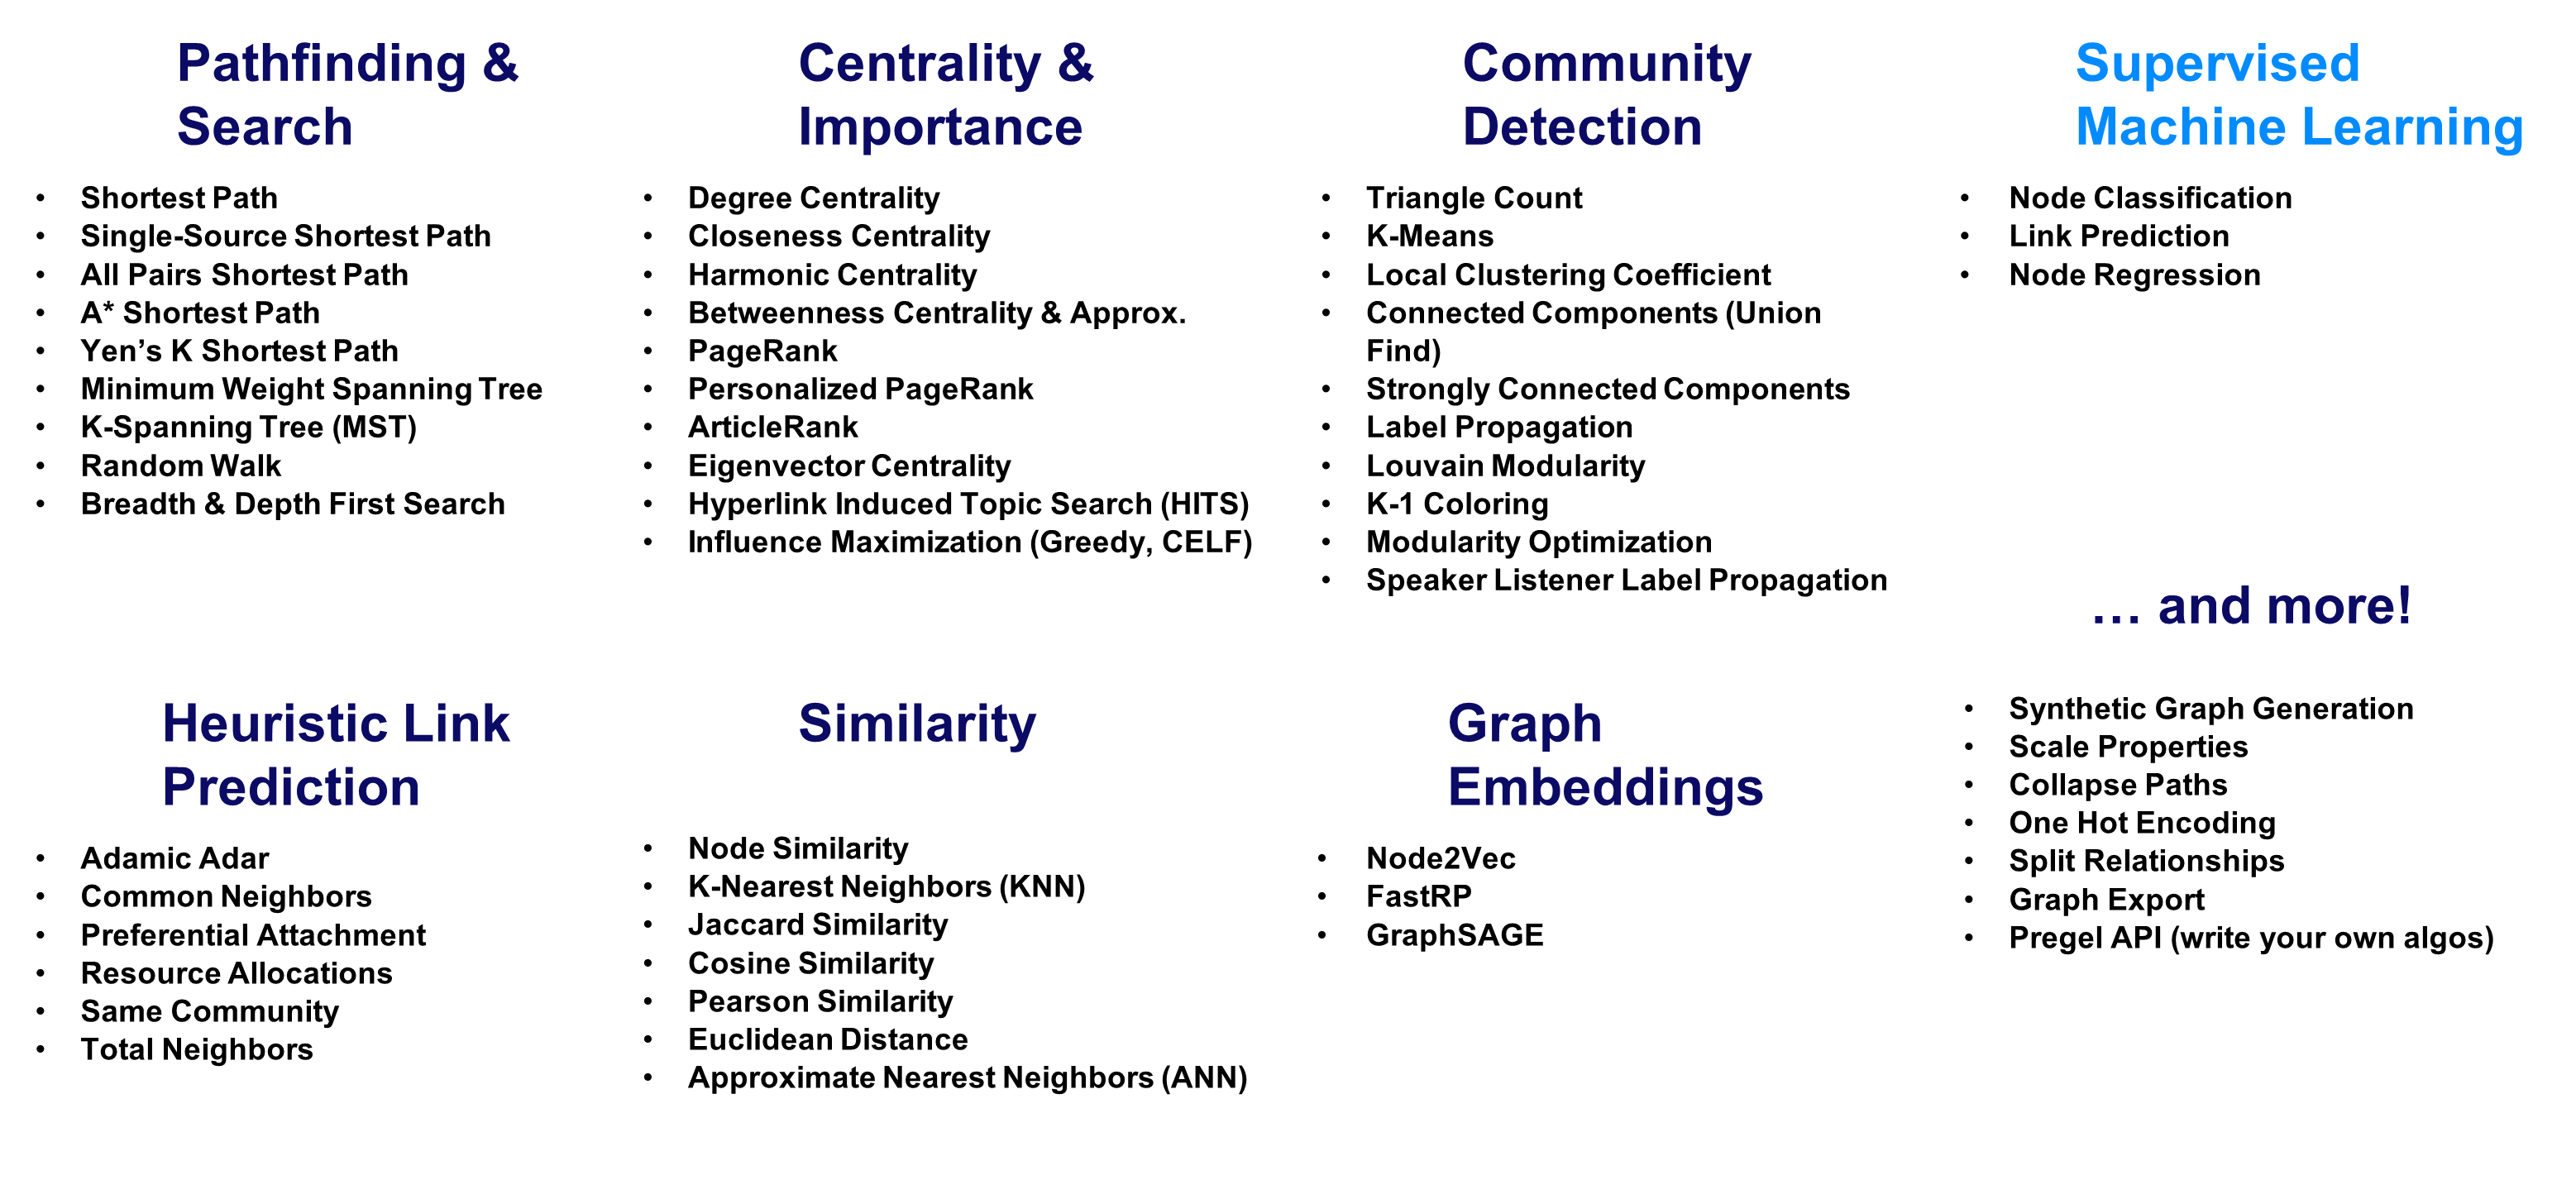 Pathfinding &
Search
• Shortest Path
• Single-Source Shortest Path
• All Pairs Shortest Path
• A* Shortest Path
• Yen’s K Shortest Path
• Minimum Weight Spanning Tree
• K-Spanning Tree (MST)
• Random Walk
• Breadth & Depth First Search
Centrality &
Importance
• Degree Centrality
• Closeness Centrality
• Harmonic Centrality
• Betweenness Centrality & Approx.
• PageRank
• Personalized PageRank
• ArticleRank
• Eigenvector Centrality
• Hyperlink Induced Topic Search (HITS)
• Influence Maximization (Greedy, CELF)
Community
Detection
• Triangle Count
• K-Means
• Local Clustering Coefficient
• Connected Components (Union
Find)
• Strongly Connected Components
• Label Propagation
• Louvain Modularity
• K-1 Coloring
• Modularity Optimization
• Speaker Listener Label Propagation
Supervised
Machine Learning
• Node Classification
• Link Prediction
• Node Regression
Heuristic Link
Prediction
• Adamic Adar
• Common Neighbors
• Preferential Attachment
• Resource Allocations
• Same Community
• Total Neighbors
Similarity
• Node Similarity
• K-Nearest Neighbors (KNN)
• Jaccard Similarity
• Cosine Similarity
• Pearson Similarity
• Euclidean Distance
• Approximate Nearest Neighbors (ANN)
Graph
Embeddings
• Node2Vec
• FastRP
• GraphSAGE
… and more!
• Synthetic Graph Generation
• Scale Properties
• Collapse Paths
• One Hot Encoding
• Split Relationships
• Graph Export
• Pregel API (write your own algos)